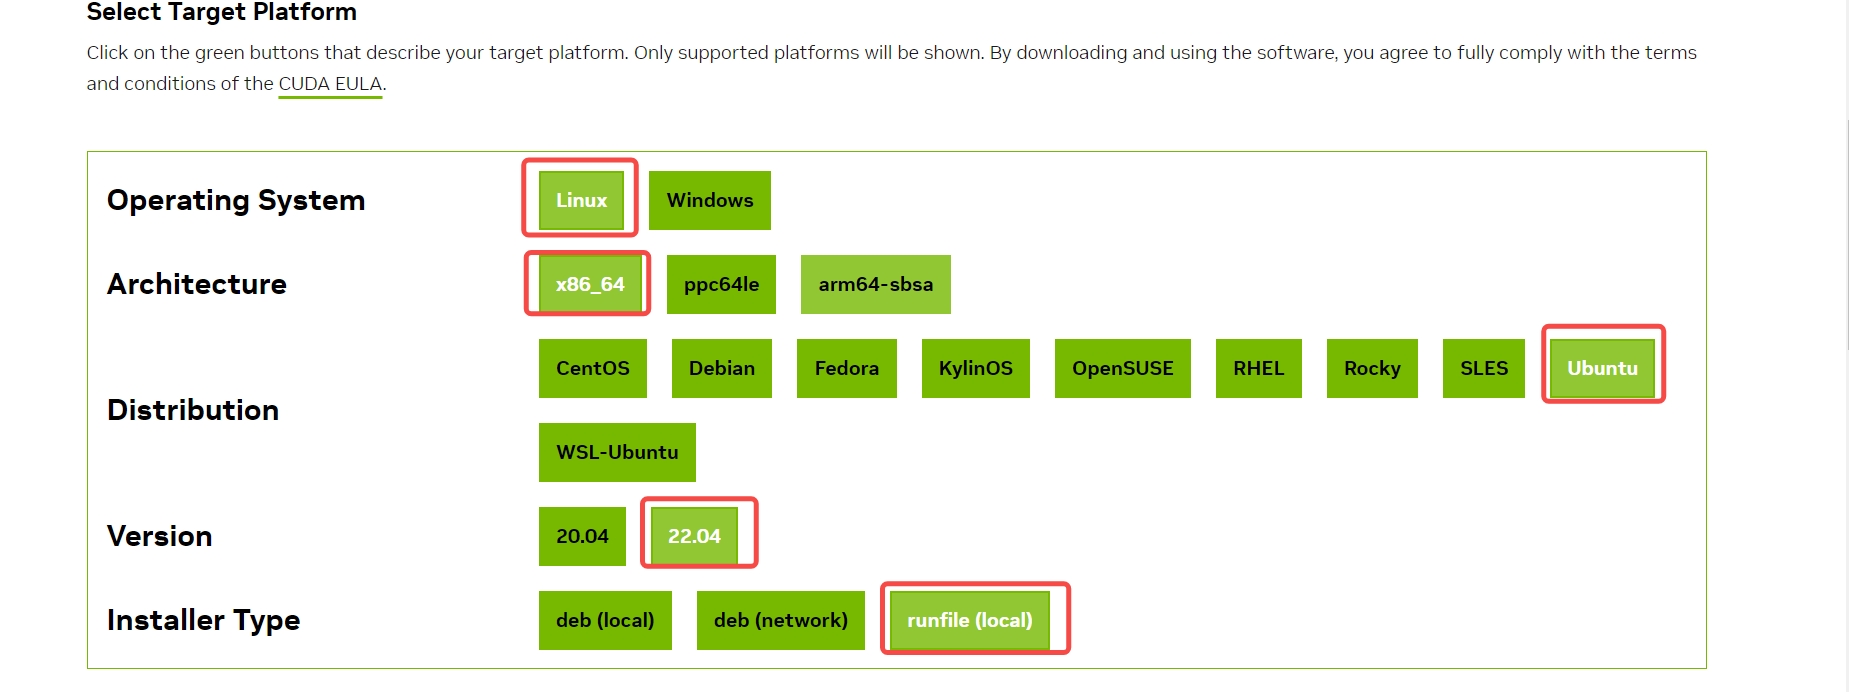 Select Target Platform
Click on the green buttons that describe your target platform. Only supported platforms will be shown. By downloading and using the software, you agree to fully comply with the terms
and conditions of the CUDA EULA.
Operating System Linux Windows
Architecture x86_64 ppc64le arm64-sbsa
Distribution CentOS Debian Fedora KylinOS OpenSUSE RHEL Rocky SLES Ubuntu
WSL-Ubuntu
Version 20.04 22.04
Installer Type deb (local) deb (network) runfile (local)